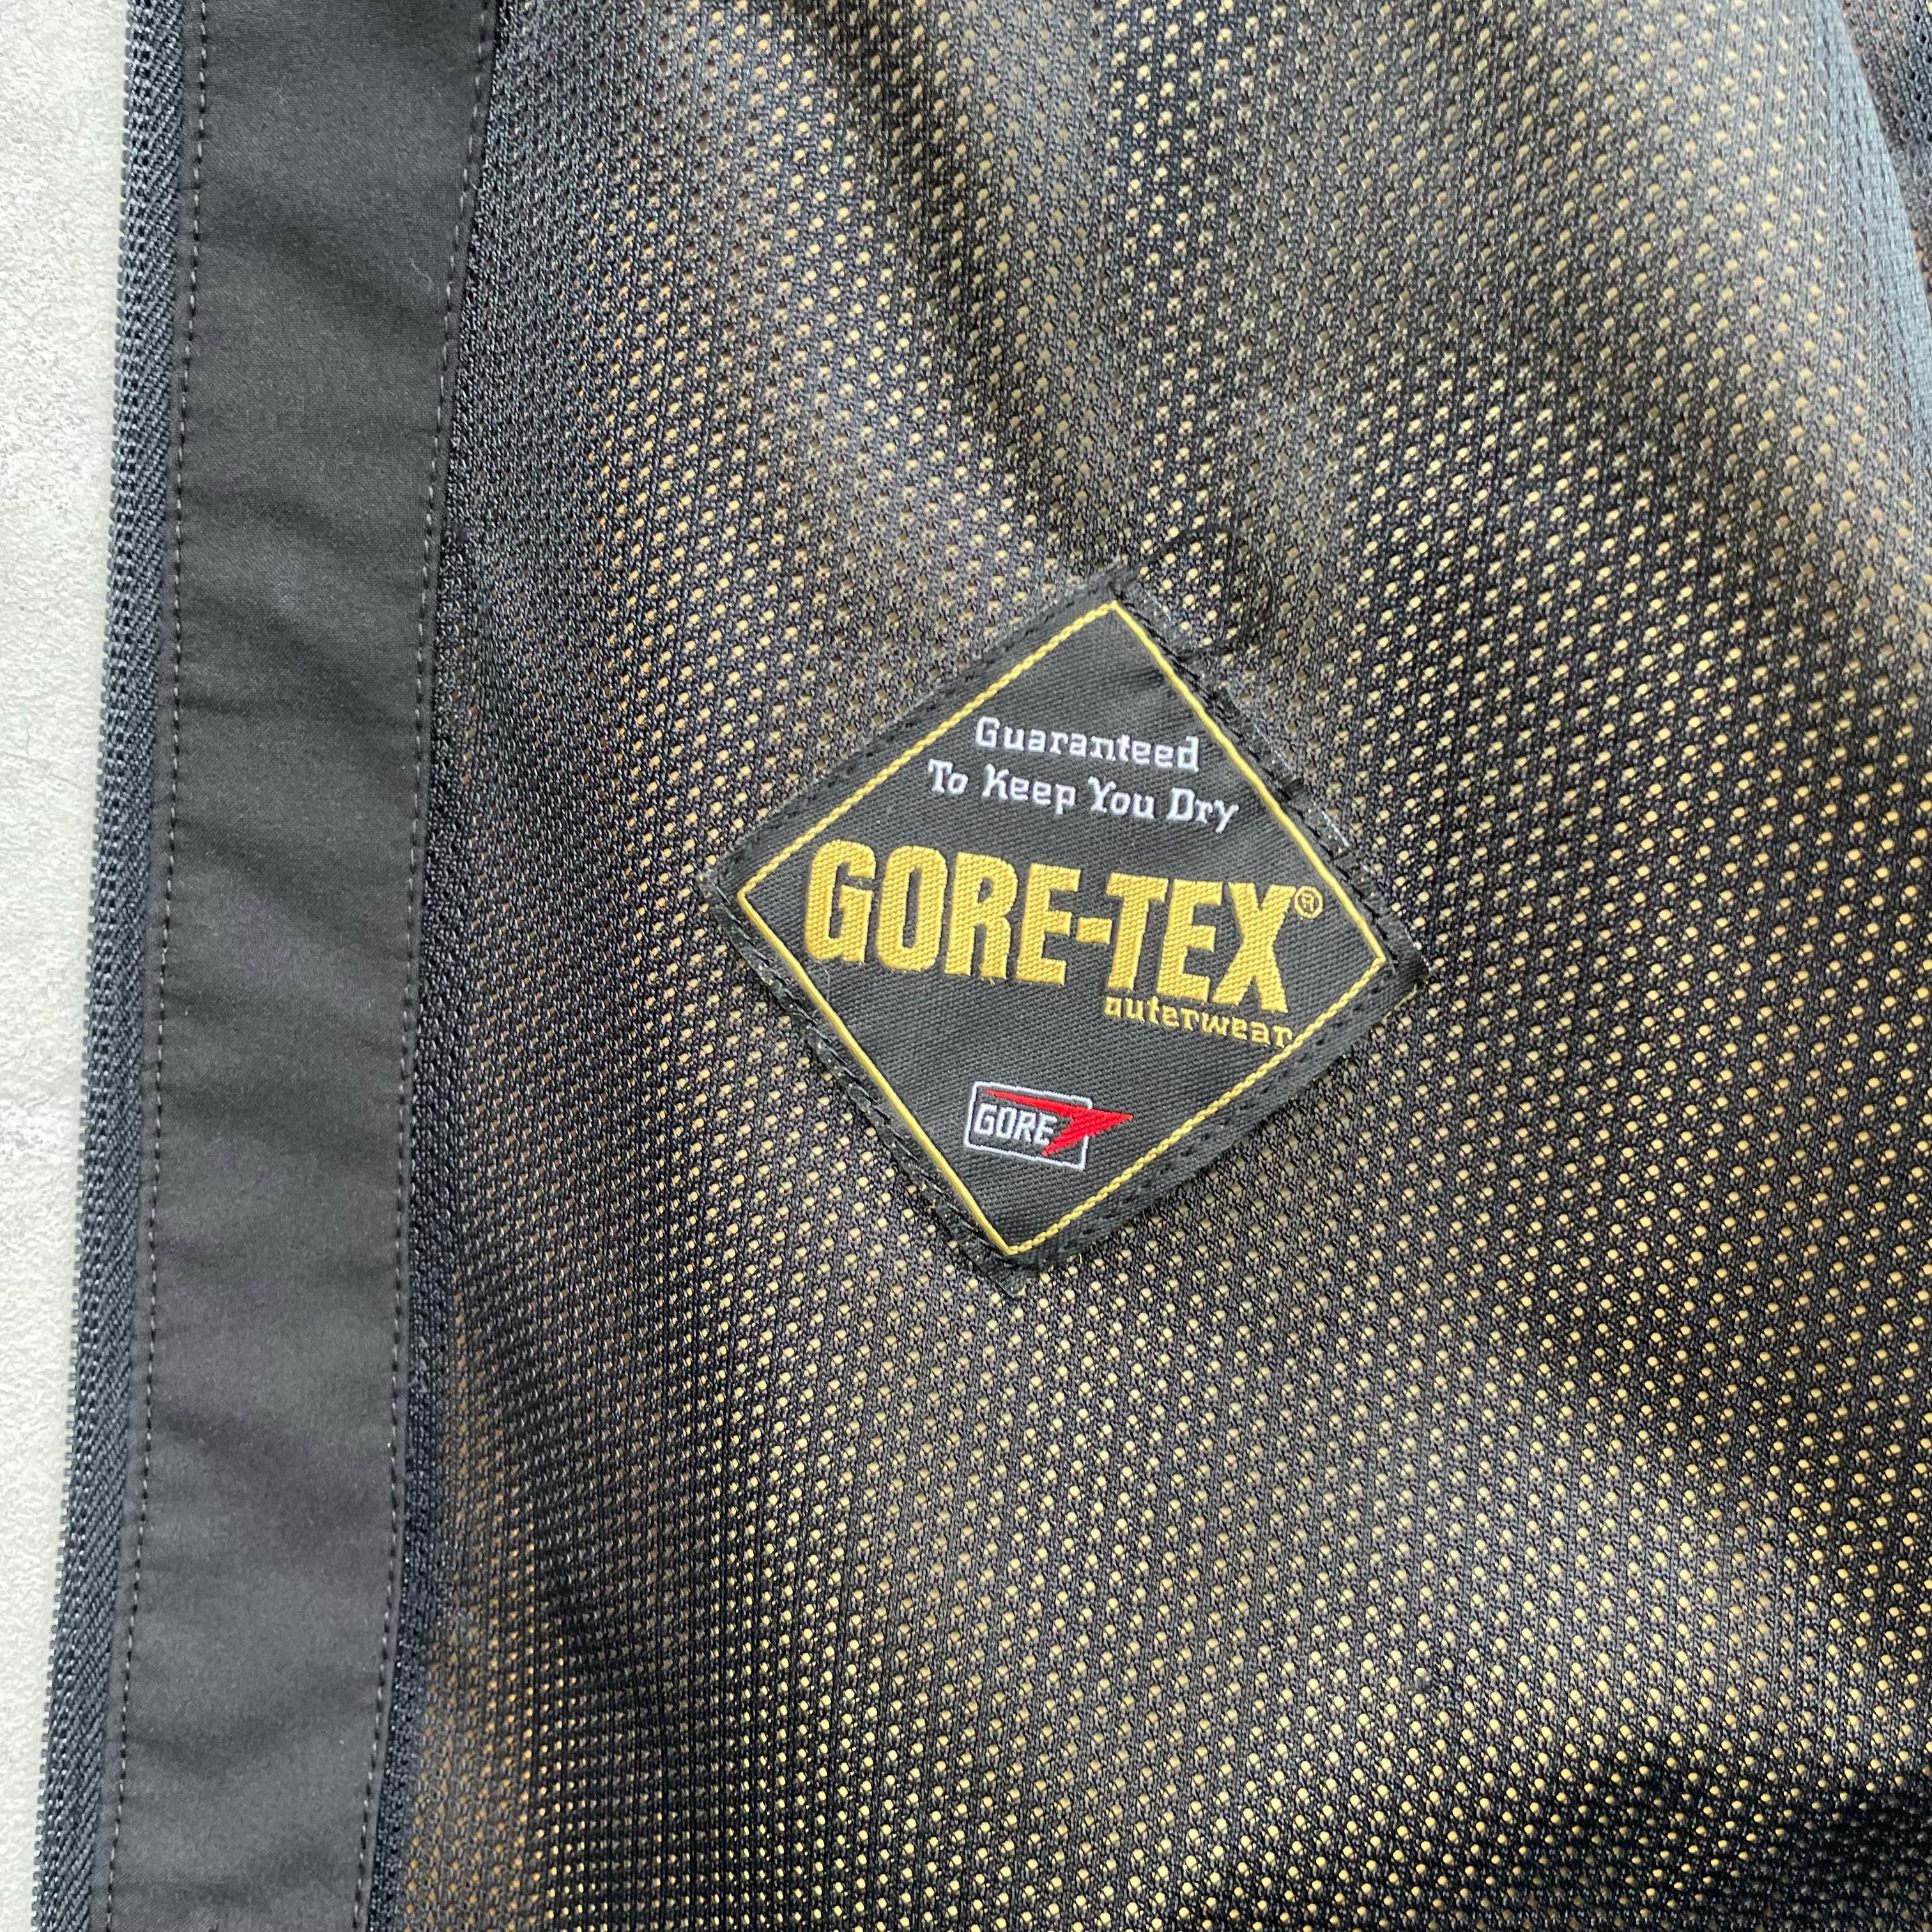 Guaranteed
To Keep You Dry
GORE-TEX®
outerwear
GORE